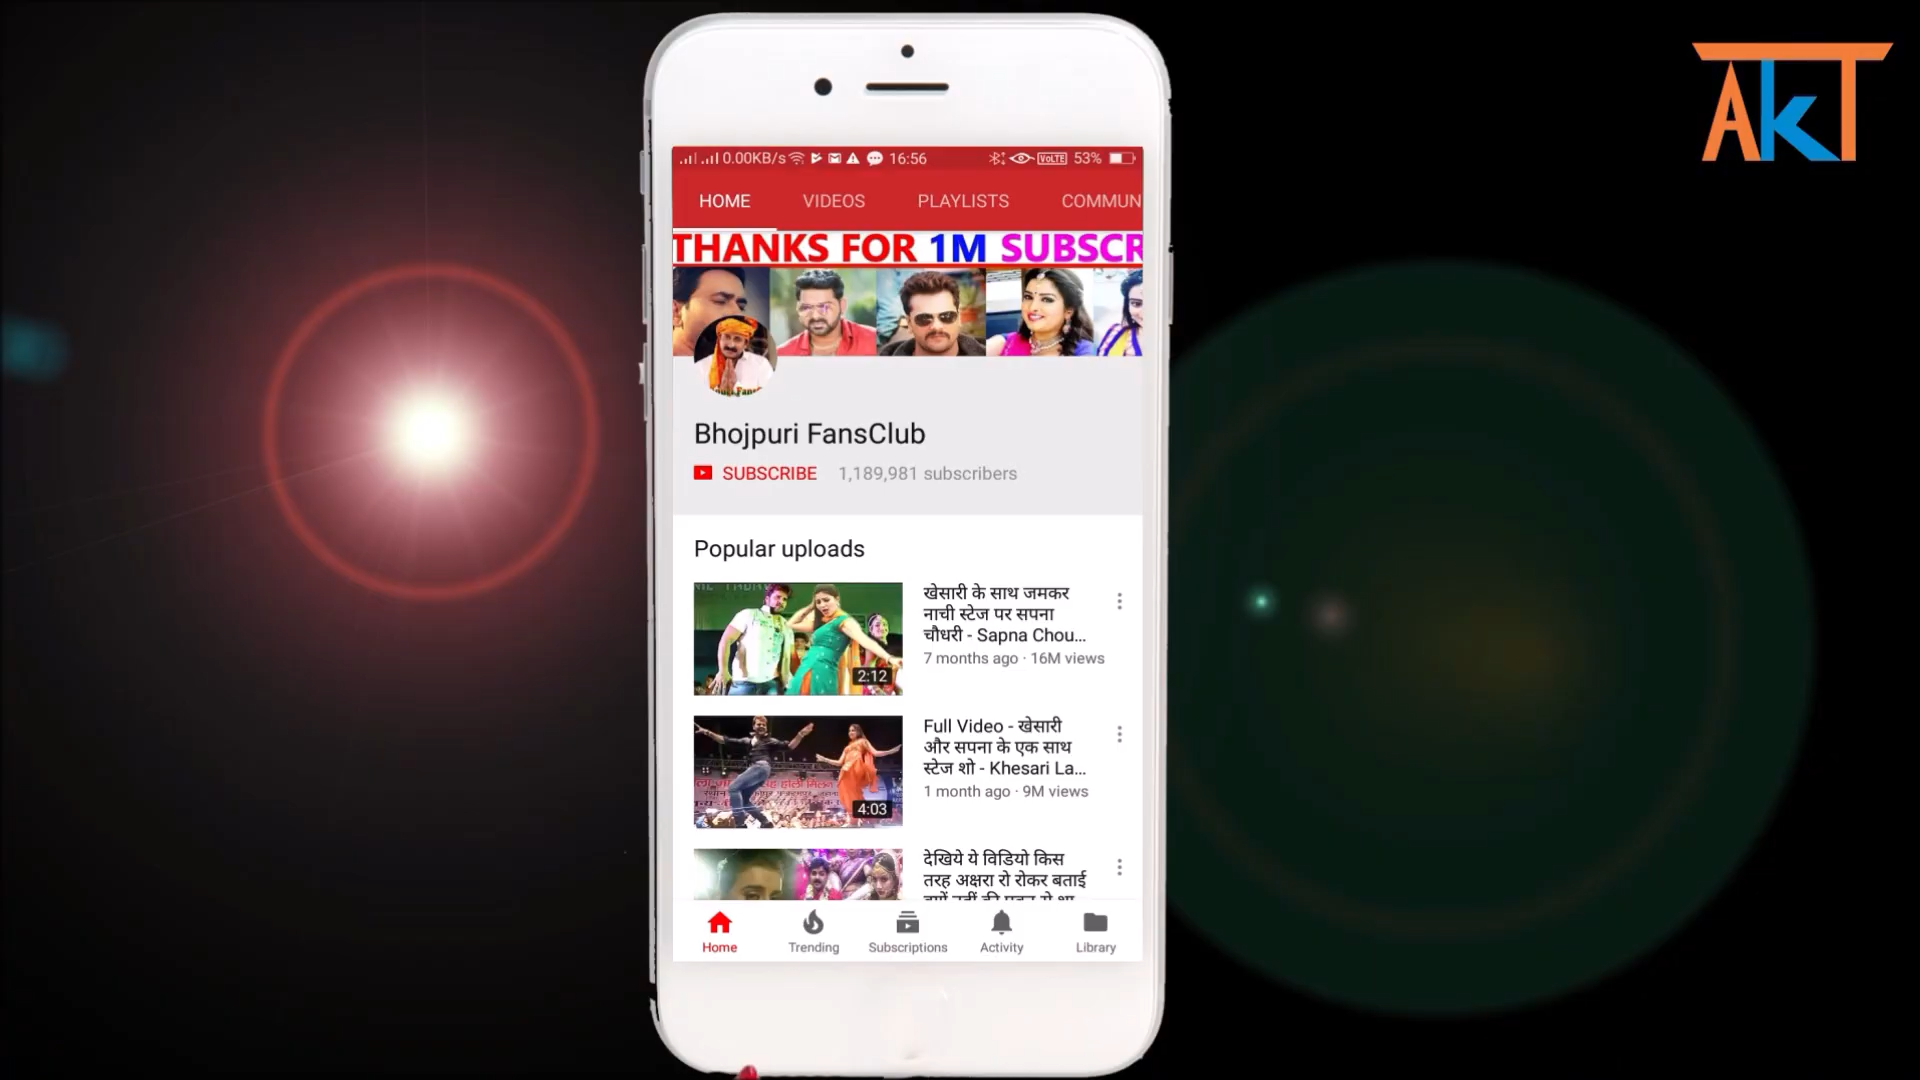 AKT
0.00KB/s 16:56 VoLTE 53%
HOME VIDEOS PLAYLISTS COMMUN
THANKS FOR 1M SUBSCR
Bhojpuri FansClub
SUBSCRIBE 1,189,981 subscribers
Popular uploads
खेसारी के साथ जमकर
नाची स्टेज पर सपना
चौधरी - Sapna Chou...
7 months ago · 16M views
2:12
Full Video - खेसारी
और सपना के एक साथ
स्टेज शो - Khesari La...
1 month ago · 9M views
4:03
देखिये ये विडियो किस
तरह अक्षरा रो रोकर बताई
Home Trending Subscriptions Activity Library